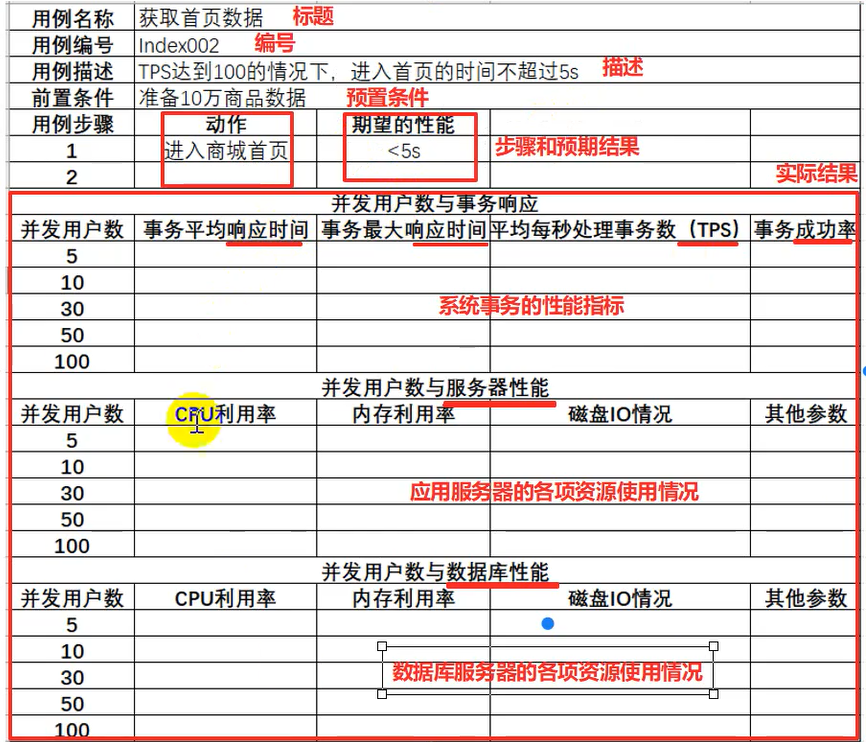 用例名称 获取首页数据 标题
用例编号 Index002 编号
用例描述 TPS达到100的情况下，进入首页的时间不超过5s 描述
前置条件 准备10万商品数据 预置条件
用例步骤 动作 期望的性能
1 进入商城首页 <5s 步骤和预期结果
2 实际结果
并发用户数与事务响应
并发用户数 事务平均响应时间 事务最大响应时间 平均每秒处理事务数（TPS） 事务成功率
5
10
30 系统事务的性能指标
50
100
并发用户数与服务器性能
并发用户数 CPU利用率 内存利用率 磁盘IO情况 其他参数
5
10
30 应用服务器的各项资源使用情况
50
100
并发用户数与数据库性能
并发用户数 CPU利用率 内存利用率 磁盘IO情况 其他参数
5
10
30 数据库服务器的各项资源使用情况
50
100